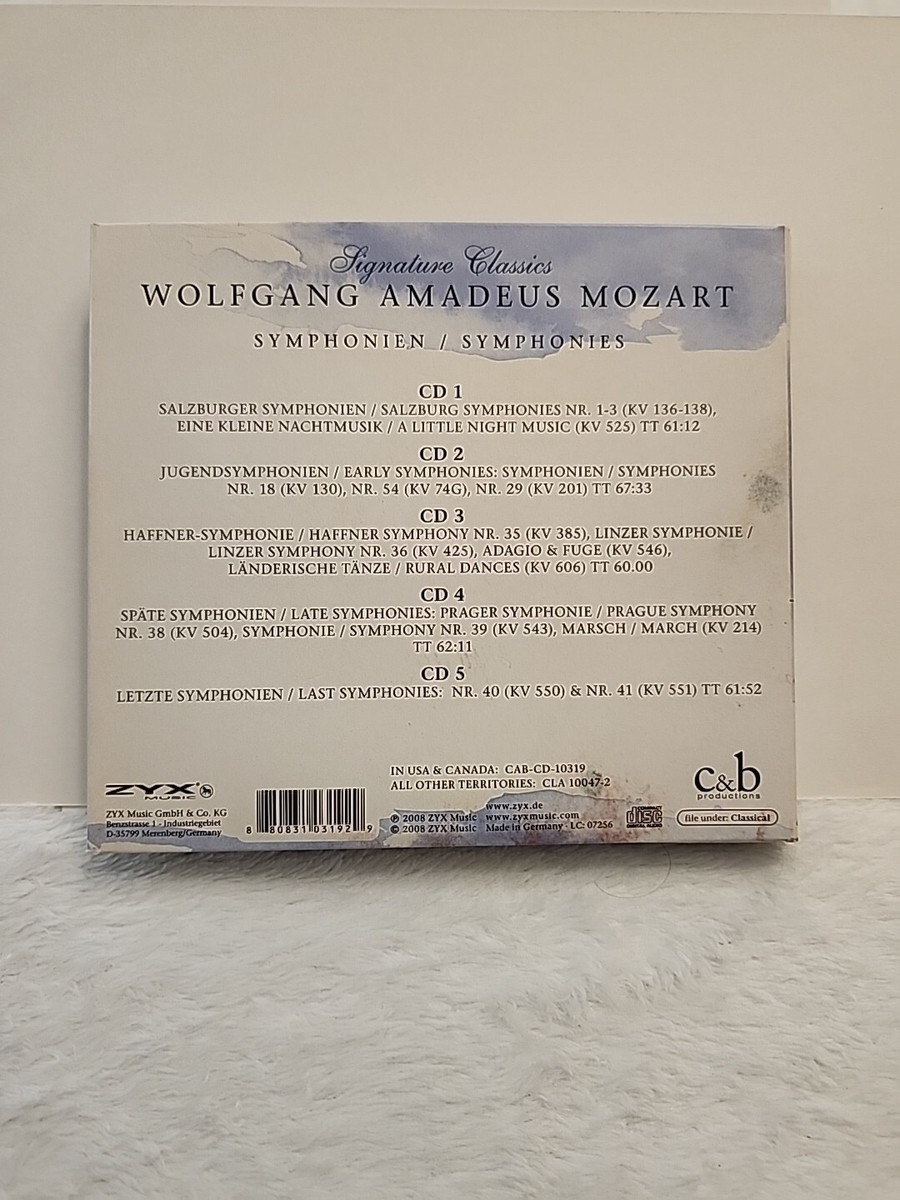 Signature Classics
WOLFGANG AMADEUS MOZART
SYMPHONIEN / SYMPHONIES
CD 1
SALZBURGER SYMPHONIEN / SALZBURG SYMPHONIES NR. 1-3 (KV 136-138),
EINE KLEINE NACHTMUSIK / A LITTLE NIGHT MUSIC (KV 525) TT 61:12
CD 2
JUGENDSYMPHONIEN / EARLY SYMPHONIES: SYMPHONIEN / SYMPHONIES
NR. 18 (KV 130), NR. 54 (KV 74G), NR. 29 (KV 201) TT 67:33
CD 3
HAFFNER-SYMPHONIE / HAFFNER SYMPHONY NR. 35 (KV 385), LINZER SYMPHONIE /
LINZER SYMPHONY NR. 36 (KV 425), ADAGIO & FUGE (KV 546),
LÄNDERISCHE TÄNZE / RURAL DANCES (KV 606) TT 60.00
CD 4
SPÄTE SYMPHONIEN / LATE SYMPHONIES: PRAGER SYMPHONIE / PRAGUE SYMPHONY
NR. 38 (KV 504), SYMPHONIE / SYMPHONY NR. 39 (KV 543), MARSCH / MARCH (KV 214)
TT 62:11
CD 5
LETZTE SYMPHONIEN / LAST SYMPHONIES: NR. 40 (KV 550) & NR. 41 (KV 551) TT 61:52
ZYX®
MUSIC
ZYX Music GmbH & Co. KG
Benzstrasse 1 - Industriegebiet
D-35799 Merenberg/Germany
8 80831 03192 9
IN USA & CANADA: CAB-CD-10319
ALL OTHER TERRITORIES: CLA 10047-2
www.zyx.de
℗ 2008 ZYX Music www.zyxmusic.com
© 2008 ZYX Music Made in Germany · LC: 07256
COMPACT
disc
DIGITAL AUDIO
c&b
productions
file under: Classical